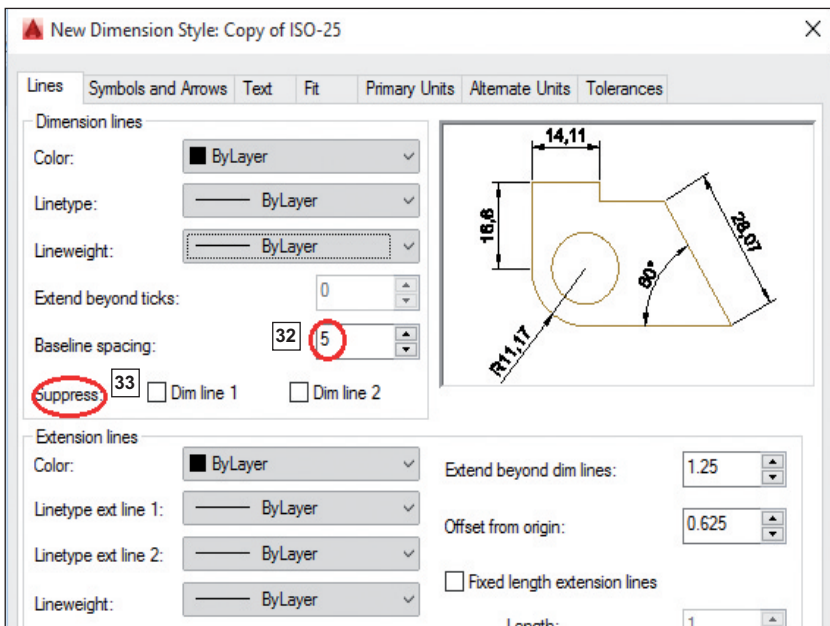 New Dimension Style: Copy of ISO-25
Lines Symbols and Arrows Text Fit Primary Units Alternate Units Tolerances
Dimension lines
Color: ByLayer
Linetype: ByLayer
Lineweight: ByLayer
Extend beyond ticks: 0
Baseline spacing: 32 5
Suppress: 33 Dim line 1 Dim line 2
14,11
16,6
28,07
60°
R11,17
Extension lines
Color: ByLayer
Linetype ext line 1: ByLayer
Linetype ext line 2: ByLayer
Lineweight: ByLayer
Extend beyond dim lines: 1.25
Offset from origin: 0.625
Fixed length extension lines
Length: 1